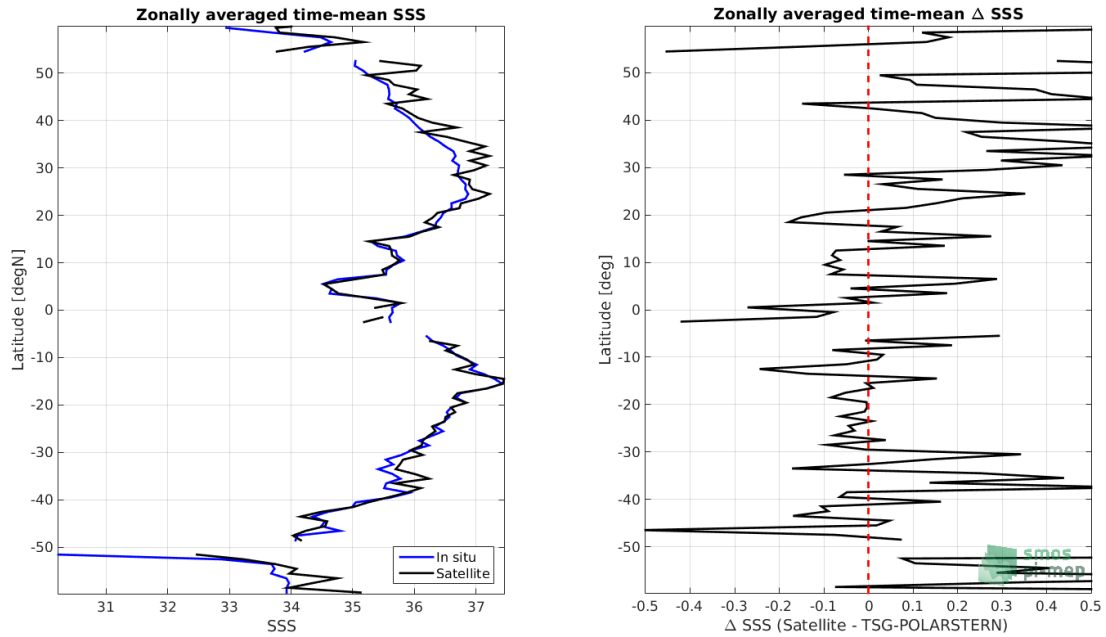 Zonally averaged time-mean SSS
50
40
30
20
10
0
-10
-20
-30
-40
-50
Latitude [degN]
31 32 33 34 35 36 37
SSS
In situ
Satellite
Zonally averaged time-mean Δ SSS
50
40
30
20
10
0
-10
-20
-30
-40
-50
Latitude [deg]
-0.5 -0.4 -0.3 -0.2 -0.1 0 0.1 0.2 0.3 0.4 0.5
Δ SSS (Satellite - TSG-POLARSTERN)
smos
pi-mep